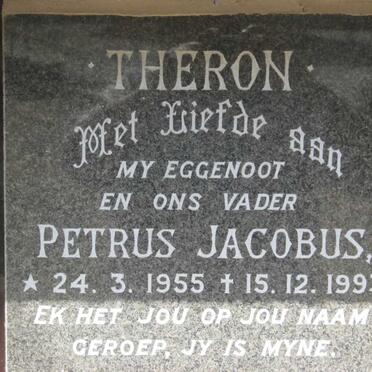 · THERON ·
Met Liefde aan
MY EGGENOOT
EN ONS VADER
PETRUS JACOBUS,
★ 24. 3. 1955 ✝ 15. 12. 1993
EK HET JOU OP JOU NAAM
GEROEP, JY IS MYNE.